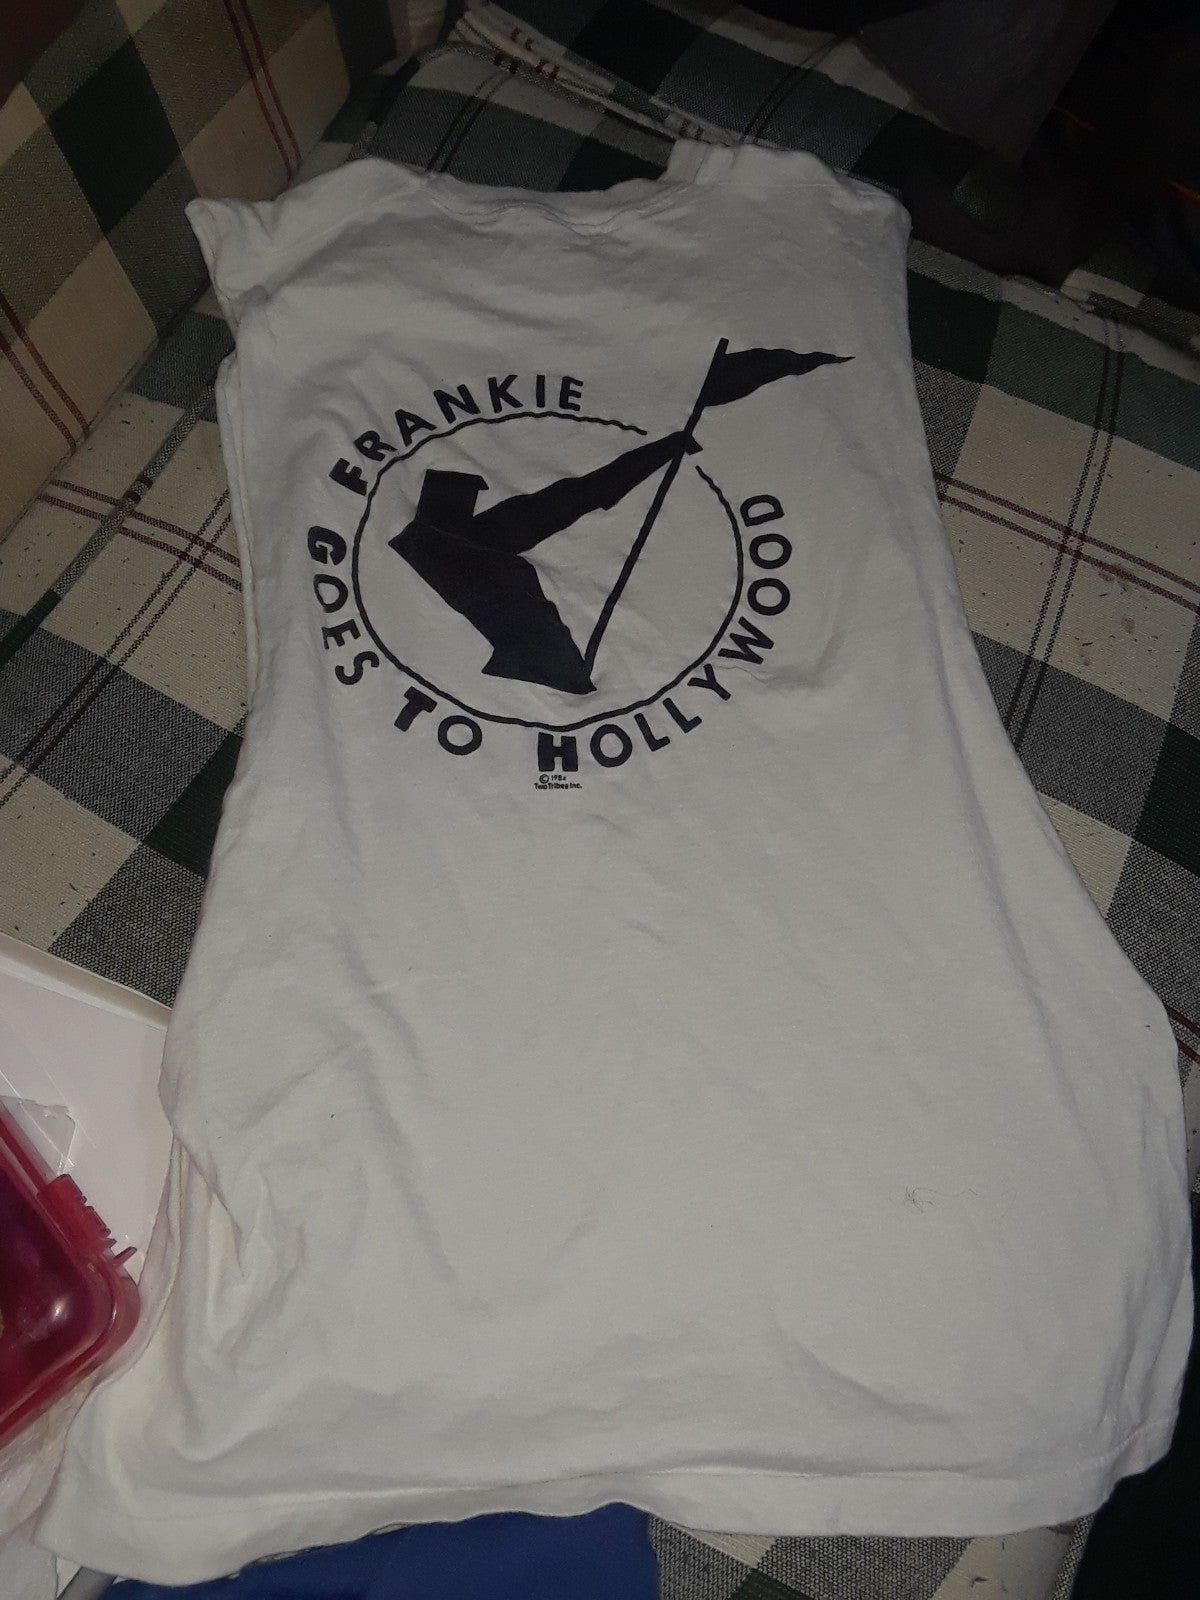 FRANKIE GOES TO HOLLYWOOD
© 1984
Two Tribes Inc.